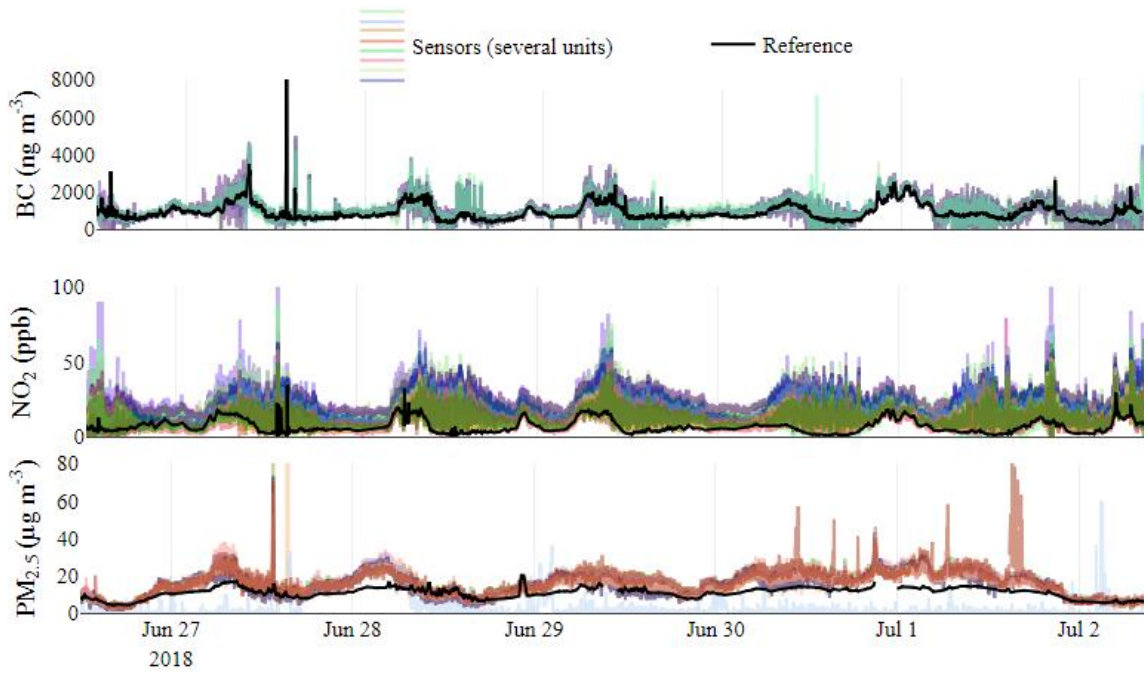 Sensors (several units)
Reference
BC (ng m⁻³)
8000
6000
4000
2000
0
NO₂ (ppb)
100
50
0
PM₂.₅ (µg m⁻³)
80
60
40
20
0
Jun 27
2018
Jun 28
Jun 29
Jun 30
Jul 1
Jul 2